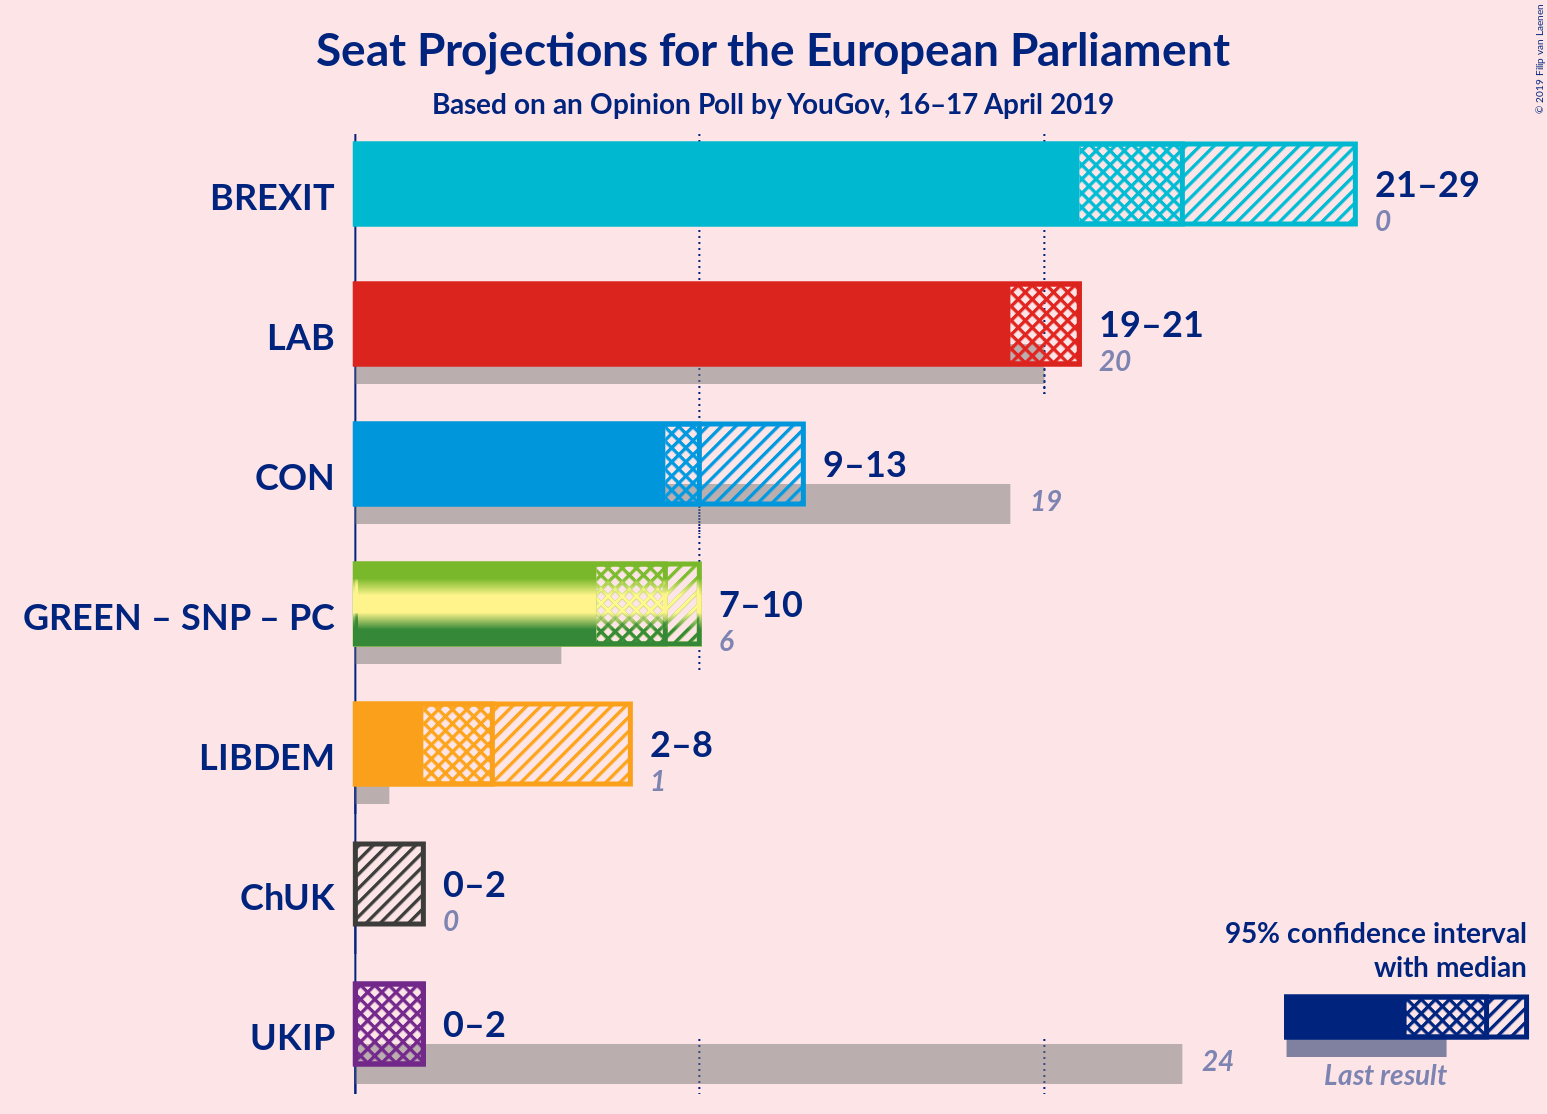 Seat Projections for the European Parliament
Based on an Opinion Poll by YouGov, 16–17 April 2019
© 2019 Filip van Laenen
BREXIT
21–29
0
LAB
19–21
20
CON
9–13
19
GREEN – SNP – PC
7–10
6
LIBDEM
2–8
1
ChUK
0–2
0
UKIP
0–2
24
95% confidence interval
with median
Last result